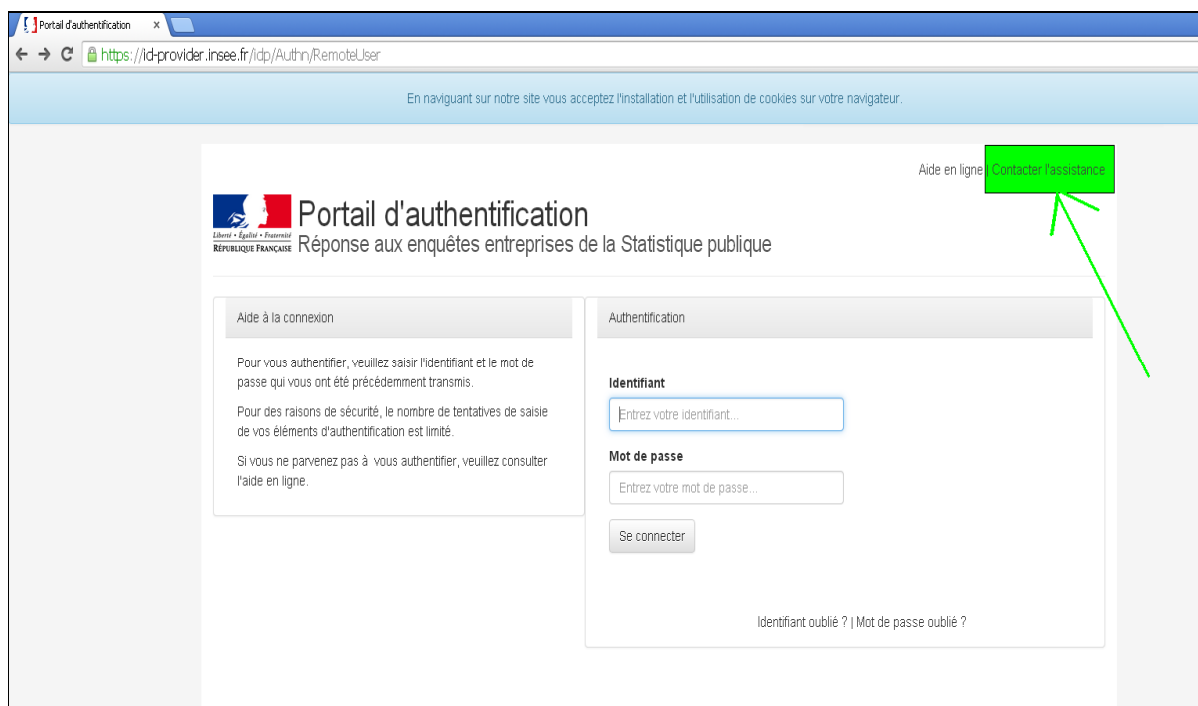 Portail d'authentification
https://id-provider.insee.fr/idp/Authn/RemoteUser
En naviguant sur notre site vous acceptez l'installation et l'utilisation de cookies sur votre navigateur.
Aide en ligne | Contacter l'assistance
Liberté • Égalité • Fraternité
RÉPUBLIQUE FRANÇAISE
Portail d'authentification
Réponse aux enquêtes entreprises de la Statistique publique
Aide à la connexion
Pour vous authentifier, veuillez saisir l'identifiant et le mot de
passe qui vous ont été précédemment transmis.
Pour des raisons de sécurité, le nombre de tentatives de saisie
de vos éléments d'authentification est limité.
Si vous ne parvenez pas à vous authentifier, veuillez consulter
l'aide en ligne.
Authentification
Identifiant
Entrez votre identifiant...
Mot de passe
Entrez votre mot de passe...
Se connecter
Identifiant oublié ? | Mot de passe oublié ?